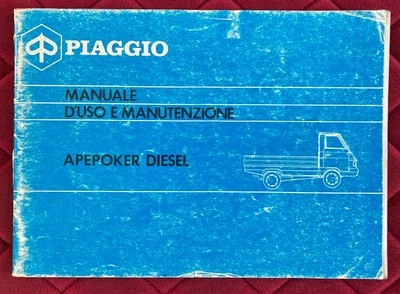 PIAGGIO
MANUALE
D'USO E MANUTENZIONE
APEPOKER DIESEL